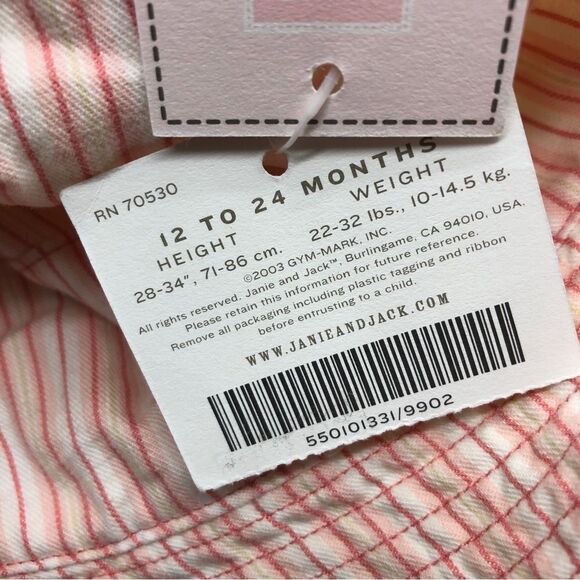 RN 70530
12 TO 24 MONTHS
HEIGHT WEIGHT
28-34", 71-86 cm. 22-32 lbs., 10-14.5 kg.
©2003 GYM-MARK, INC.
All rights reserved. Janie and Jack™, Burlingame, CA 94010, USA.
Please retain this information for future reference.
Remove all packaging including plastic tagging and ribbon
before entrusting to a child.
WWW.JANIEANDJACK.COM
550101331/9902